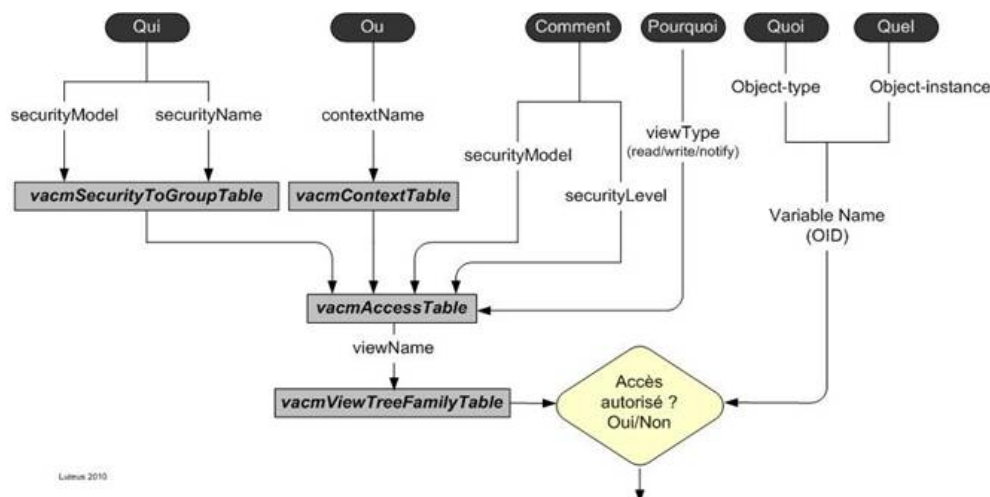 Qui
Ou
Comment
Pourquoi
Quoi
Quel
securityModel
securityName
contextName
securityModel
securityLevel
viewType
(read/write/notify)
Object-type
Object-instance
vacmSecurityToGroupTable
vacmContextTable
Variable Name
(OID)
vacmAccessTable
viewName
vacmViewTreeFamilyTable
Accès
autorisé ?
Oui/Non
Luteus 2010